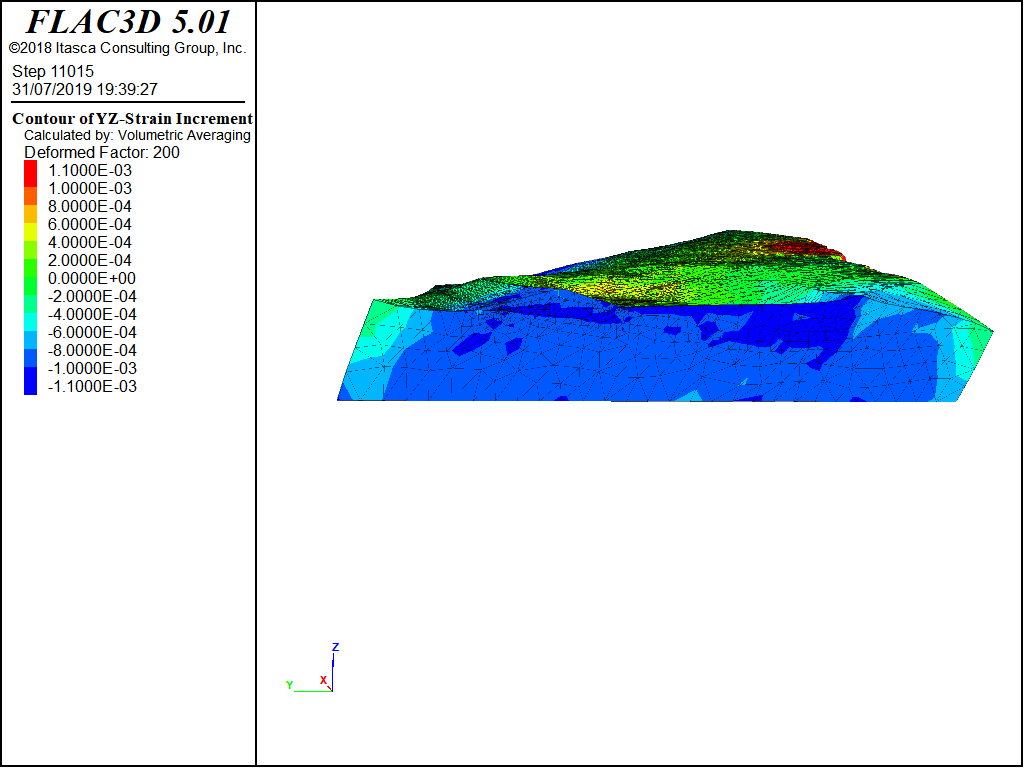 FLAC3D 5.01
©2018 Itasca Consulting Group, Inc.
Step 11015
31/07/2019 19:39:27
Contour of YZ-Strain Increment
Calculated by: Volumetric Averaging
Deformed Factor: 200
1.1000E-03
1.0000E-03
8.0000E-04
6.0000E-04
4.0000E-04
2.0000E-04
0.0000E+00
-2.0000E-04
-4.0000E-04
-6.0000E-04
-8.0000E-04
-1.0000E-03
-1.1000E-03
Z
X
Y